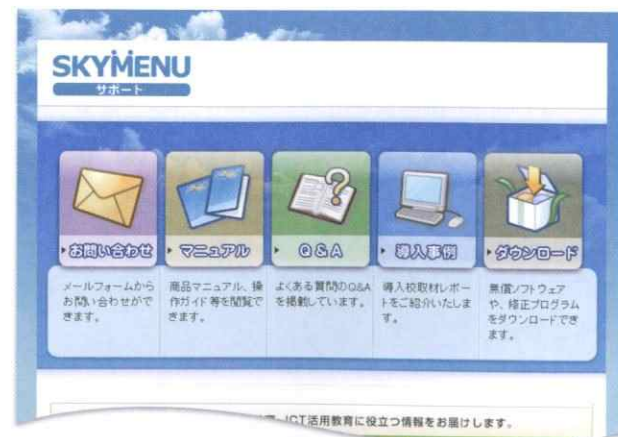 SKYMENU
サポート
お問い合わせ
マニュアル
Q & A
導入事例
ダウンロード
メールフォームから
お問い合わせがで
きます。
商品マニュアル、操
作ガイド等を閲覧で
きます。
よくある質問のQ&A
を掲載しています。
導入校取材レポー
トをご紹介いたしま
す。
無償ソフトウェア
や、修正プログラム
をダウンロードでき
ます。
ICT活用教育に役立つ情報をお届けします。